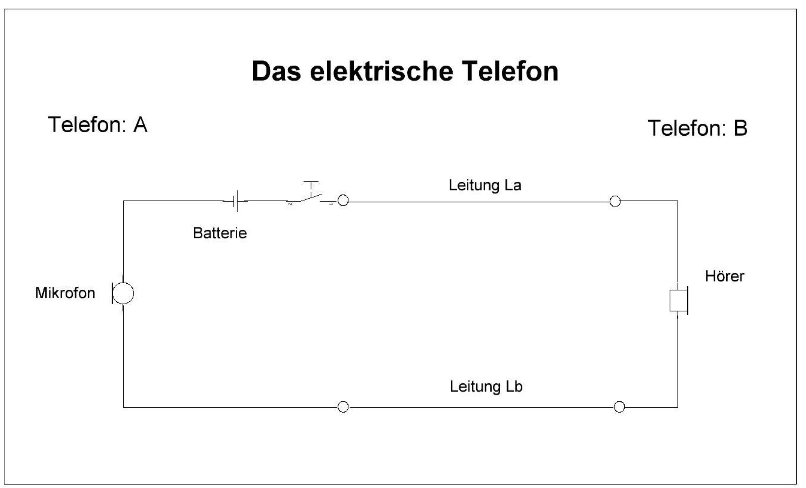 Das elektrische Telefon
Telefon: A
Telefon: B
Leitung La
Batterie
Hörer
Mikrofon
Leitung Lb